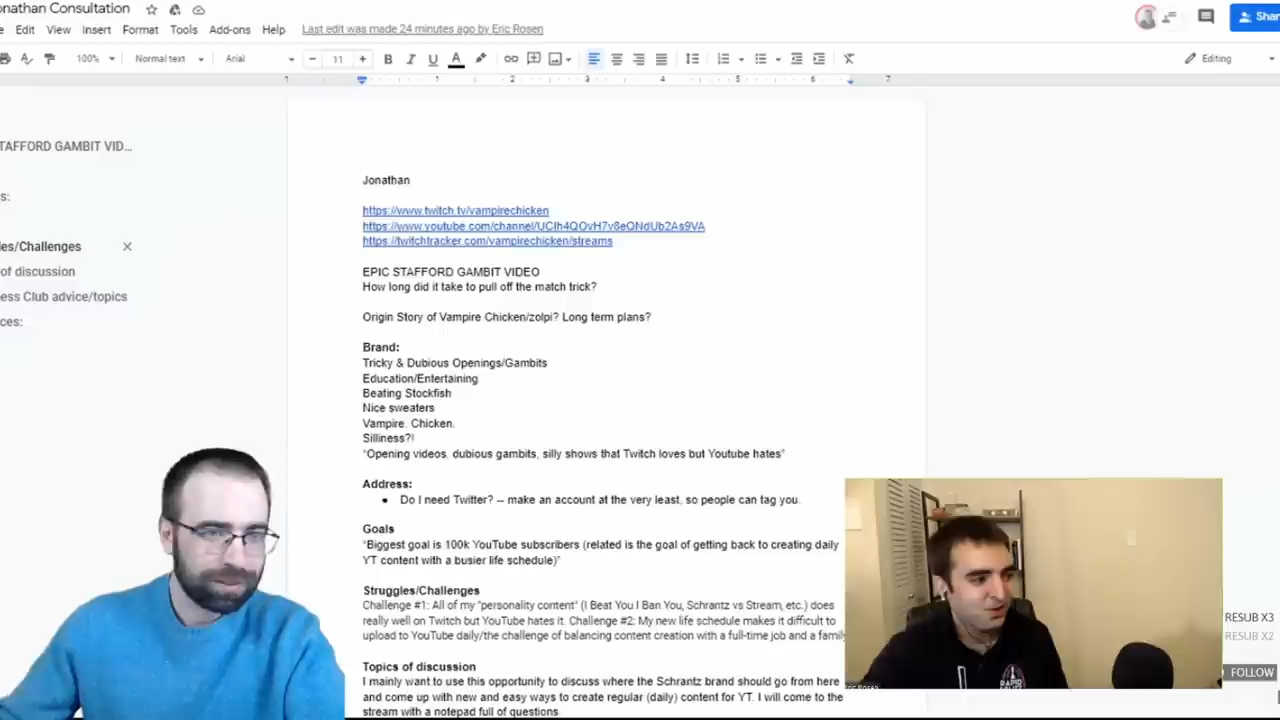 onathan Consultation
Edit View Insert Format Tools Add-ons Help Last edit was made 24 minutes ago by Eric Rosen
Share
100% Normal text Arial 11 B I U A Editing
1 1 2 3 4 5 6 7
STAFFORD GAMBIT VID...
s:
es/Challenges
of discussion
ess Club advice/topics
ces:
Jonathan
https://www.twitch.tv/vampirechicken
https://www.youtube.com/channel/UCIh4QOvH7v8eQNdUb2As9VA
https://twitchtracker.com/vampirechicken/streams
EPIC STAFFORD GAMBIT VIDEO
How long did it take to pull off the match trick?
Origin Story of Vampire Chicken/zolpi? Long term plans?
Brand:
Tricky & Dubious Openings/Gambits
Education/Entertaining
Beating Stockfish
Nice sweaters
Vampire. Chicken.
Silliness?
“Opening videos, dubious gambits, silly shows that Twitch loves but Youtube hates”
Address:
● Do I need Twitter? -- make an account at the very least, so people can tag you.
Goals
“Biggest goal is 100k YouTube subscribers (related is the goal of getting back to creating daily
YT content with a busier life schedule)”
Struggles/Challenges
Challenge #1: All of my "personality content" (I Beat You I Ban You, Schrantz vs Stream, etc.) does
really well on Twitch but YouTube hates it. Challenge #2: My new life schedule makes it difficult to
upload to YouTube daily/the challenge of balancing content creation with a full-time job and a family
Topics of discussion
I mainly want to use this opportunity to discuss where the Schrantz brand should go from here
and come up with new and easy ways to create regular (daily) content for YT. I will come to the
stream with a notepad full of questions.
Eric Rosen
RESUB X3
RESUB X2
FOLLOW